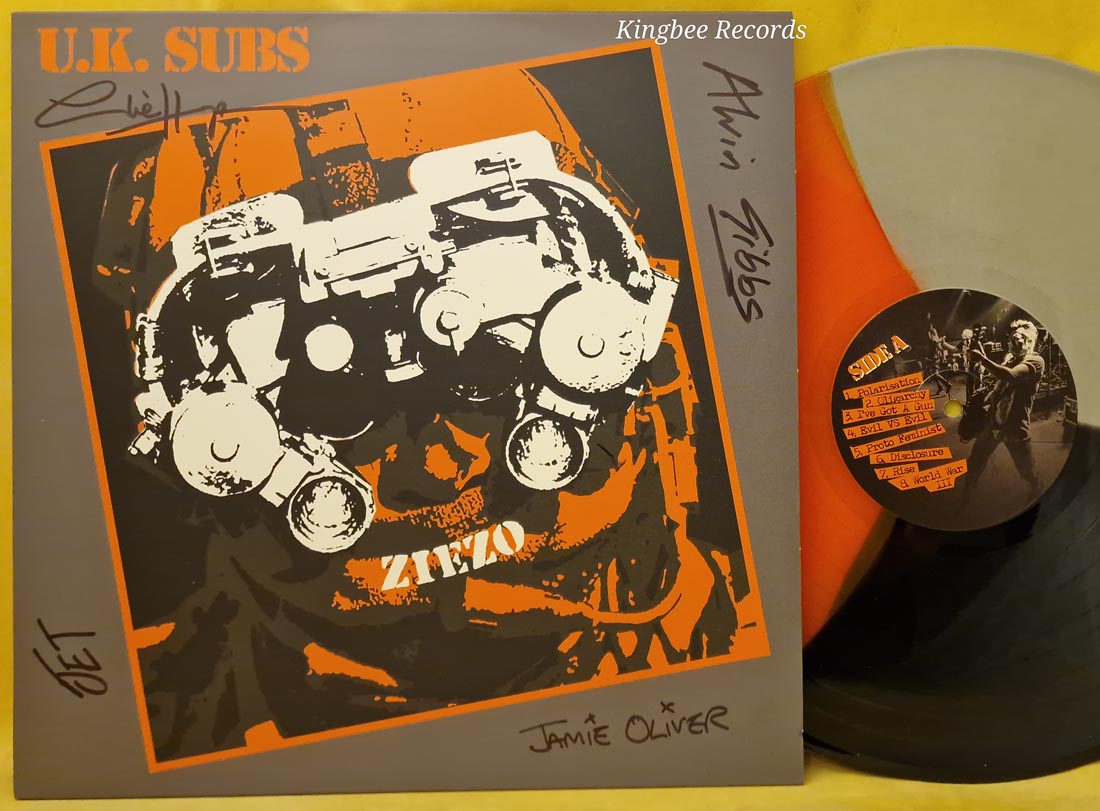 Kingbee Records
U.K. SUBS
Alvin Gibbs
ZIEZO
JET
JAMIE OLIVER
SIDE A
1. Polarisation
2. Oligarchy
3. I've Got A Gun
4. Evil VS Evil
5. Proto Feminist
6. Disclosure
7. Rise
8. World War
III